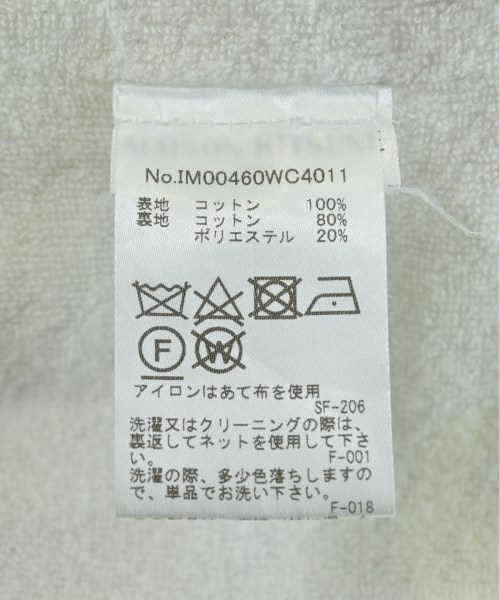 No.IM00460WC4011
表地 コットン 100%
裏地 コットン 80%
ポリエステル 20%
F W
アイロンはあて布を使用
SF-206
洗濯又はクリーニングの際は、
裏返してネットを使用して下さ
い。 F-001
洗濯の際、多少色落ちしますの
で、単品でお洗い下さい。
F-018